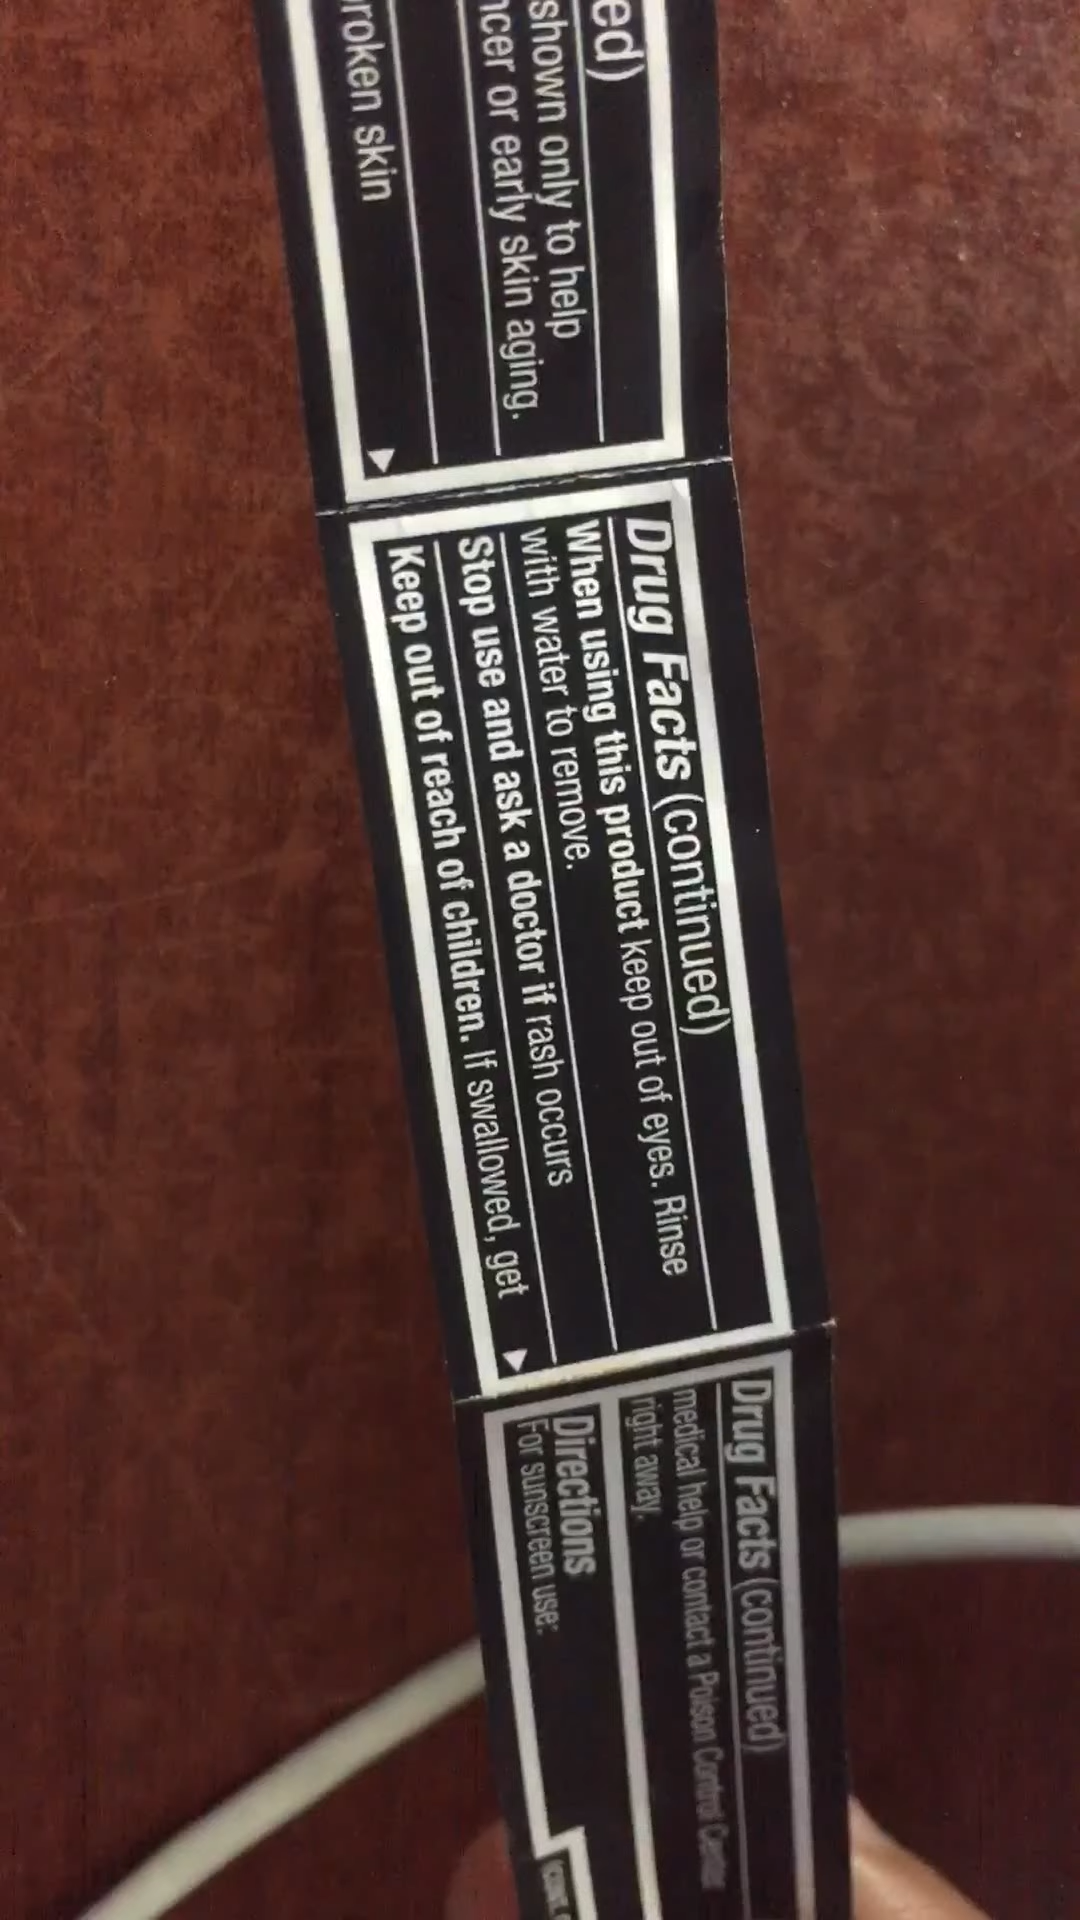 ed)
shown only to help
ncer or early skin aging.
broken skin
Drug Facts (continued)
When using this product keep out of eyes. Rinse
with water to remove.
Stop use and ask a doctor if rash occurs
Keep out of reach of children. If swallowed, get
Drug Facts (continued)
medical help or contact a Poison Control Center
right away.
Directions
For sunscreen use: